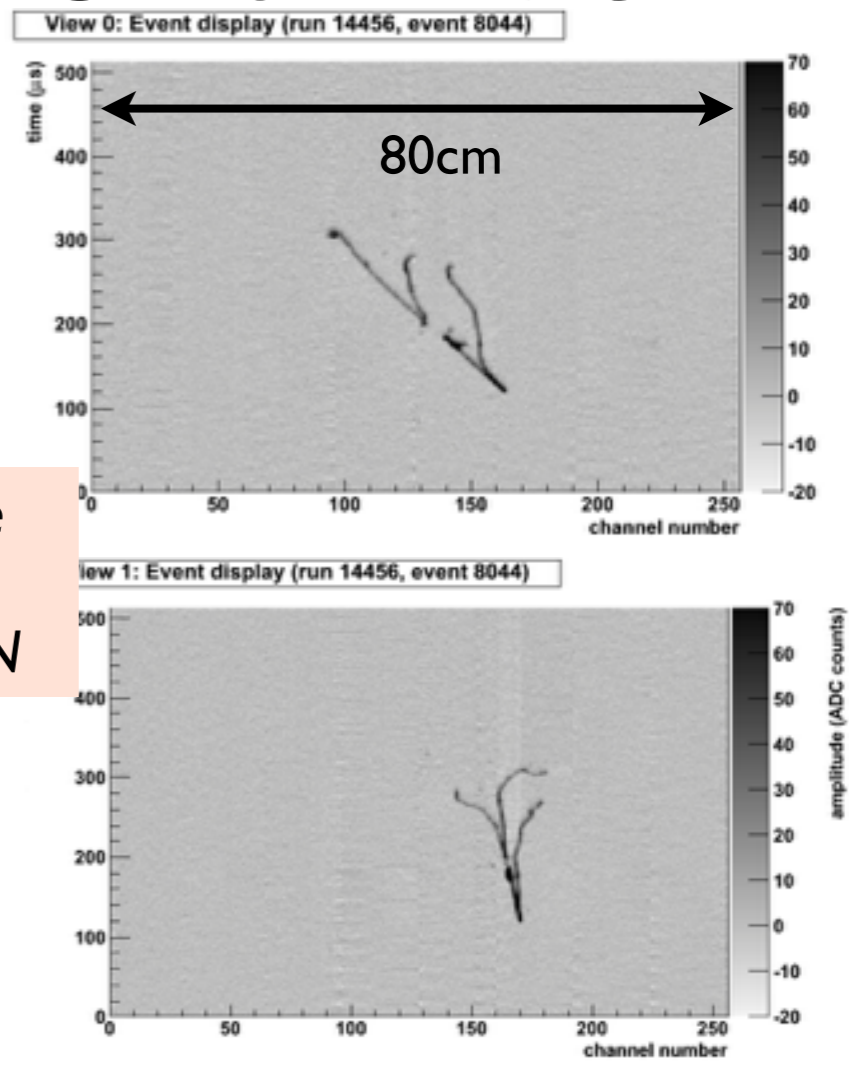 View 0: Event display (run 14456, event 8044)
time (μs)
500
400
300
200
100
0
80cm
0 50 100 150 200 250
channel number
70
60
50
40
30
20
10
0
-10
-20
e
N
iew 1: Event display (run 14456, event 8044)
500
400
300
200
100
0
0 50 100 150 200 250
channel number
70
60
50
40
30
20
10
0
-10
-20
amplitude (ADC counts)